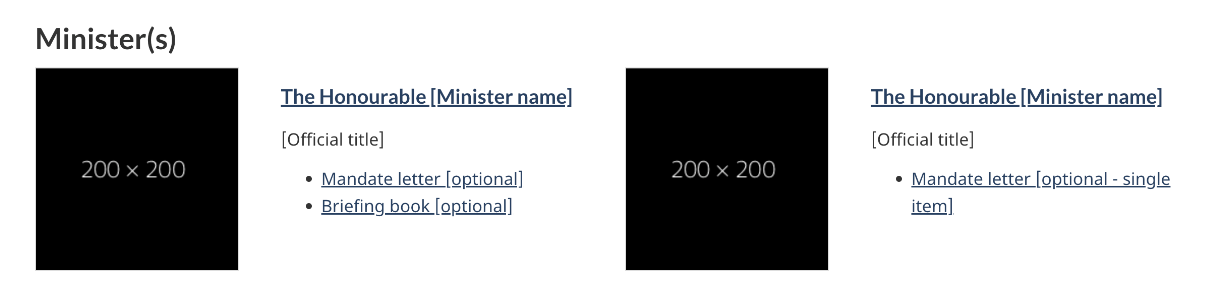 Minister(s)
200 × 200
The Honourable [Minister name]
[Official title]
Mandate letter [optional]
Briefing book [optional]
200 × 200
The Honourable [Minister name]
[Official title]
Mandate letter [optional - single
item]